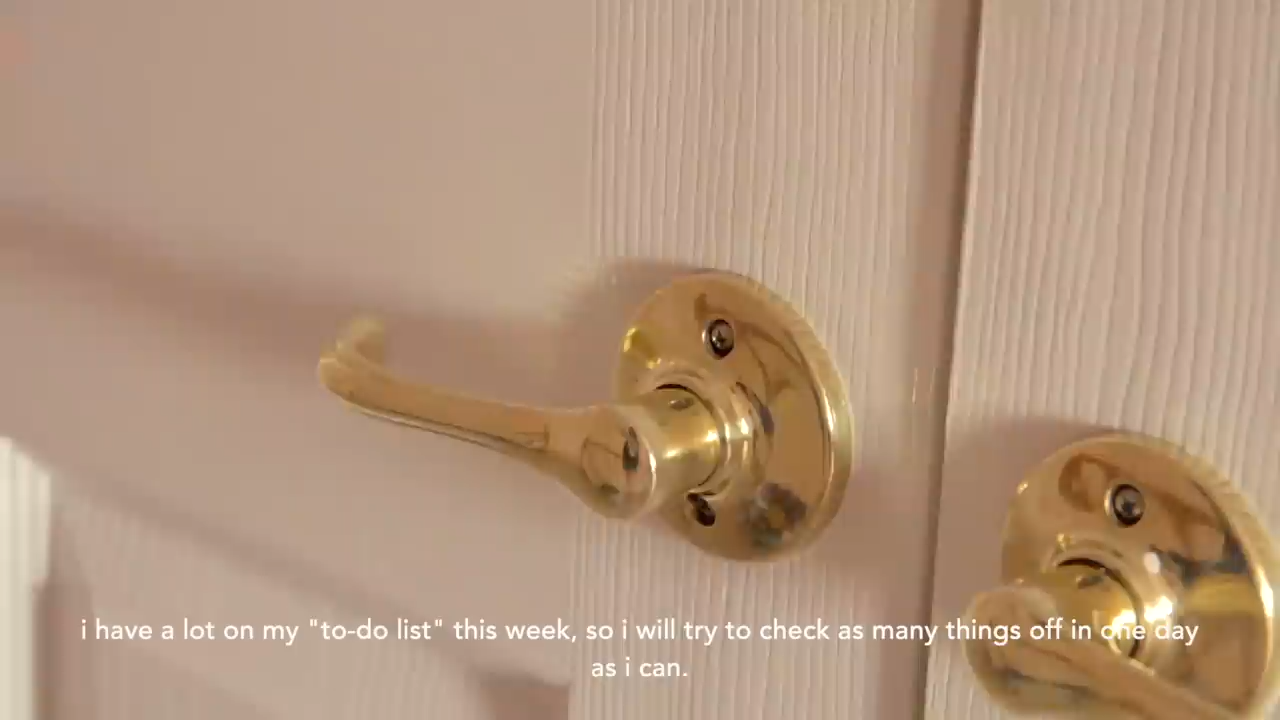 i have a lot on my "to-do list" this week, so i will try to check as many things off in one day
as i can.